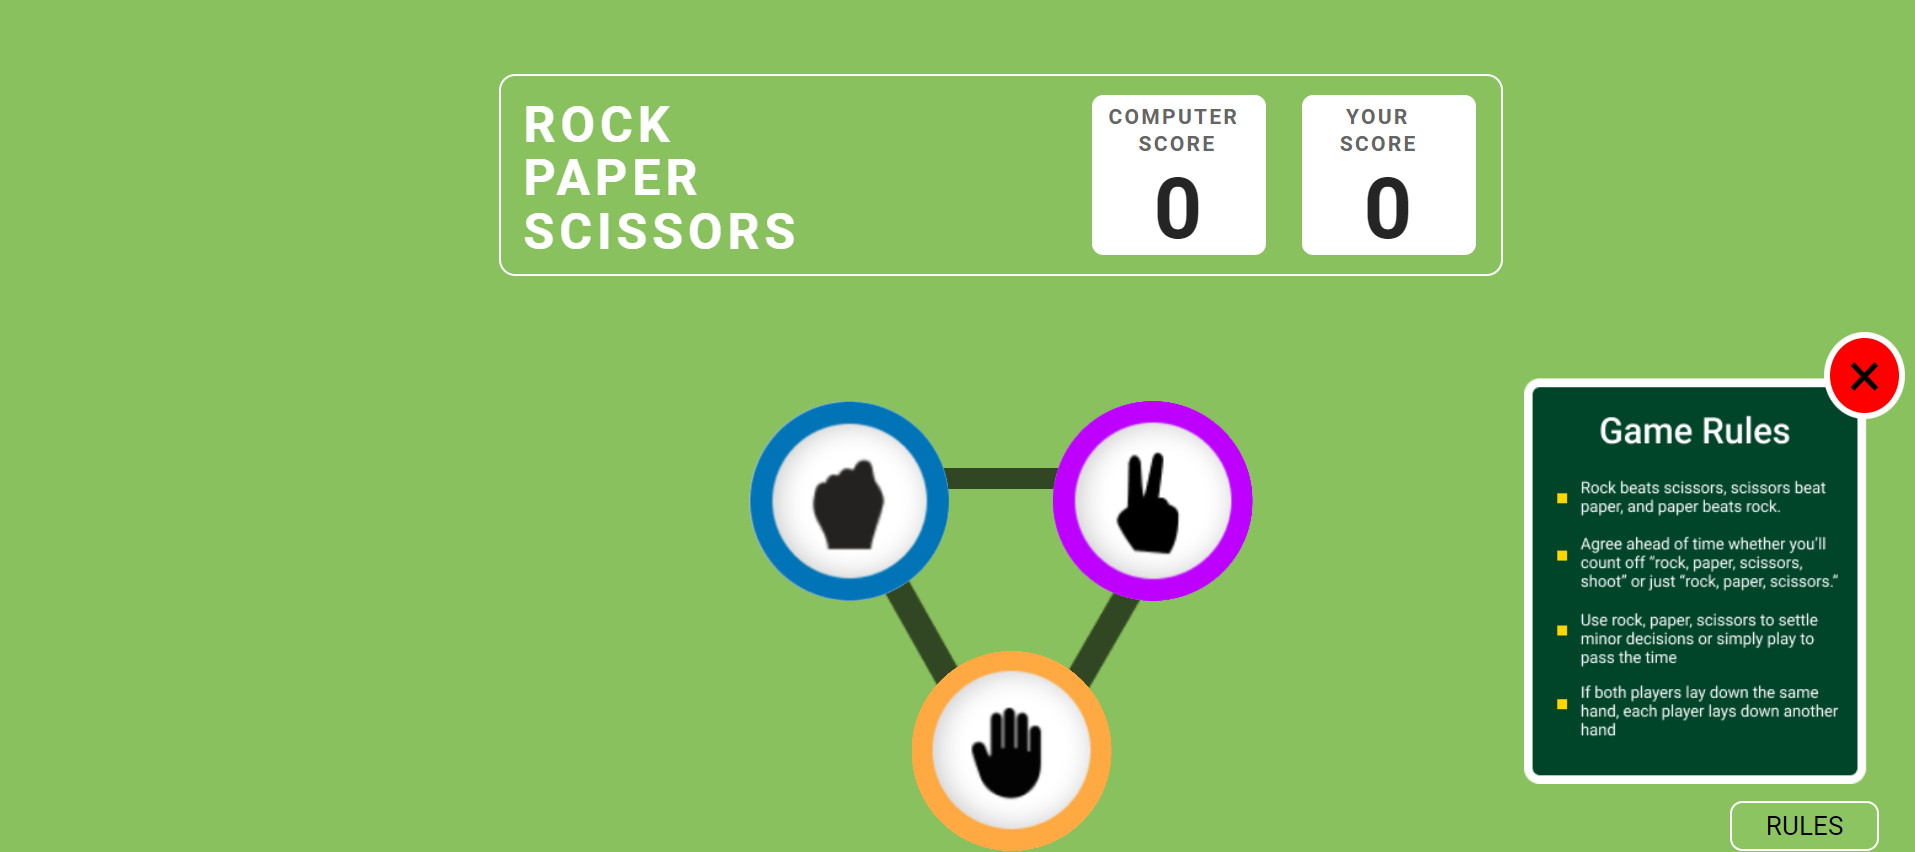 ROCK
PAPER
SCISSORS
COMPUTER
SCORE
0
YOUR
SCORE
0
Game Rules
Rock beats scissors, scissors beat
paper, and paper beats rock.
Agree ahead of time whether you’ll
count off “rock, paper, scissors,
shoot” or just “rock, paper, scissors.”
Use rock, paper, scissors to settle
minor decisions or simply play to
pass the time
If both players lay down the same
hand, each player lays down another
hand
RULES